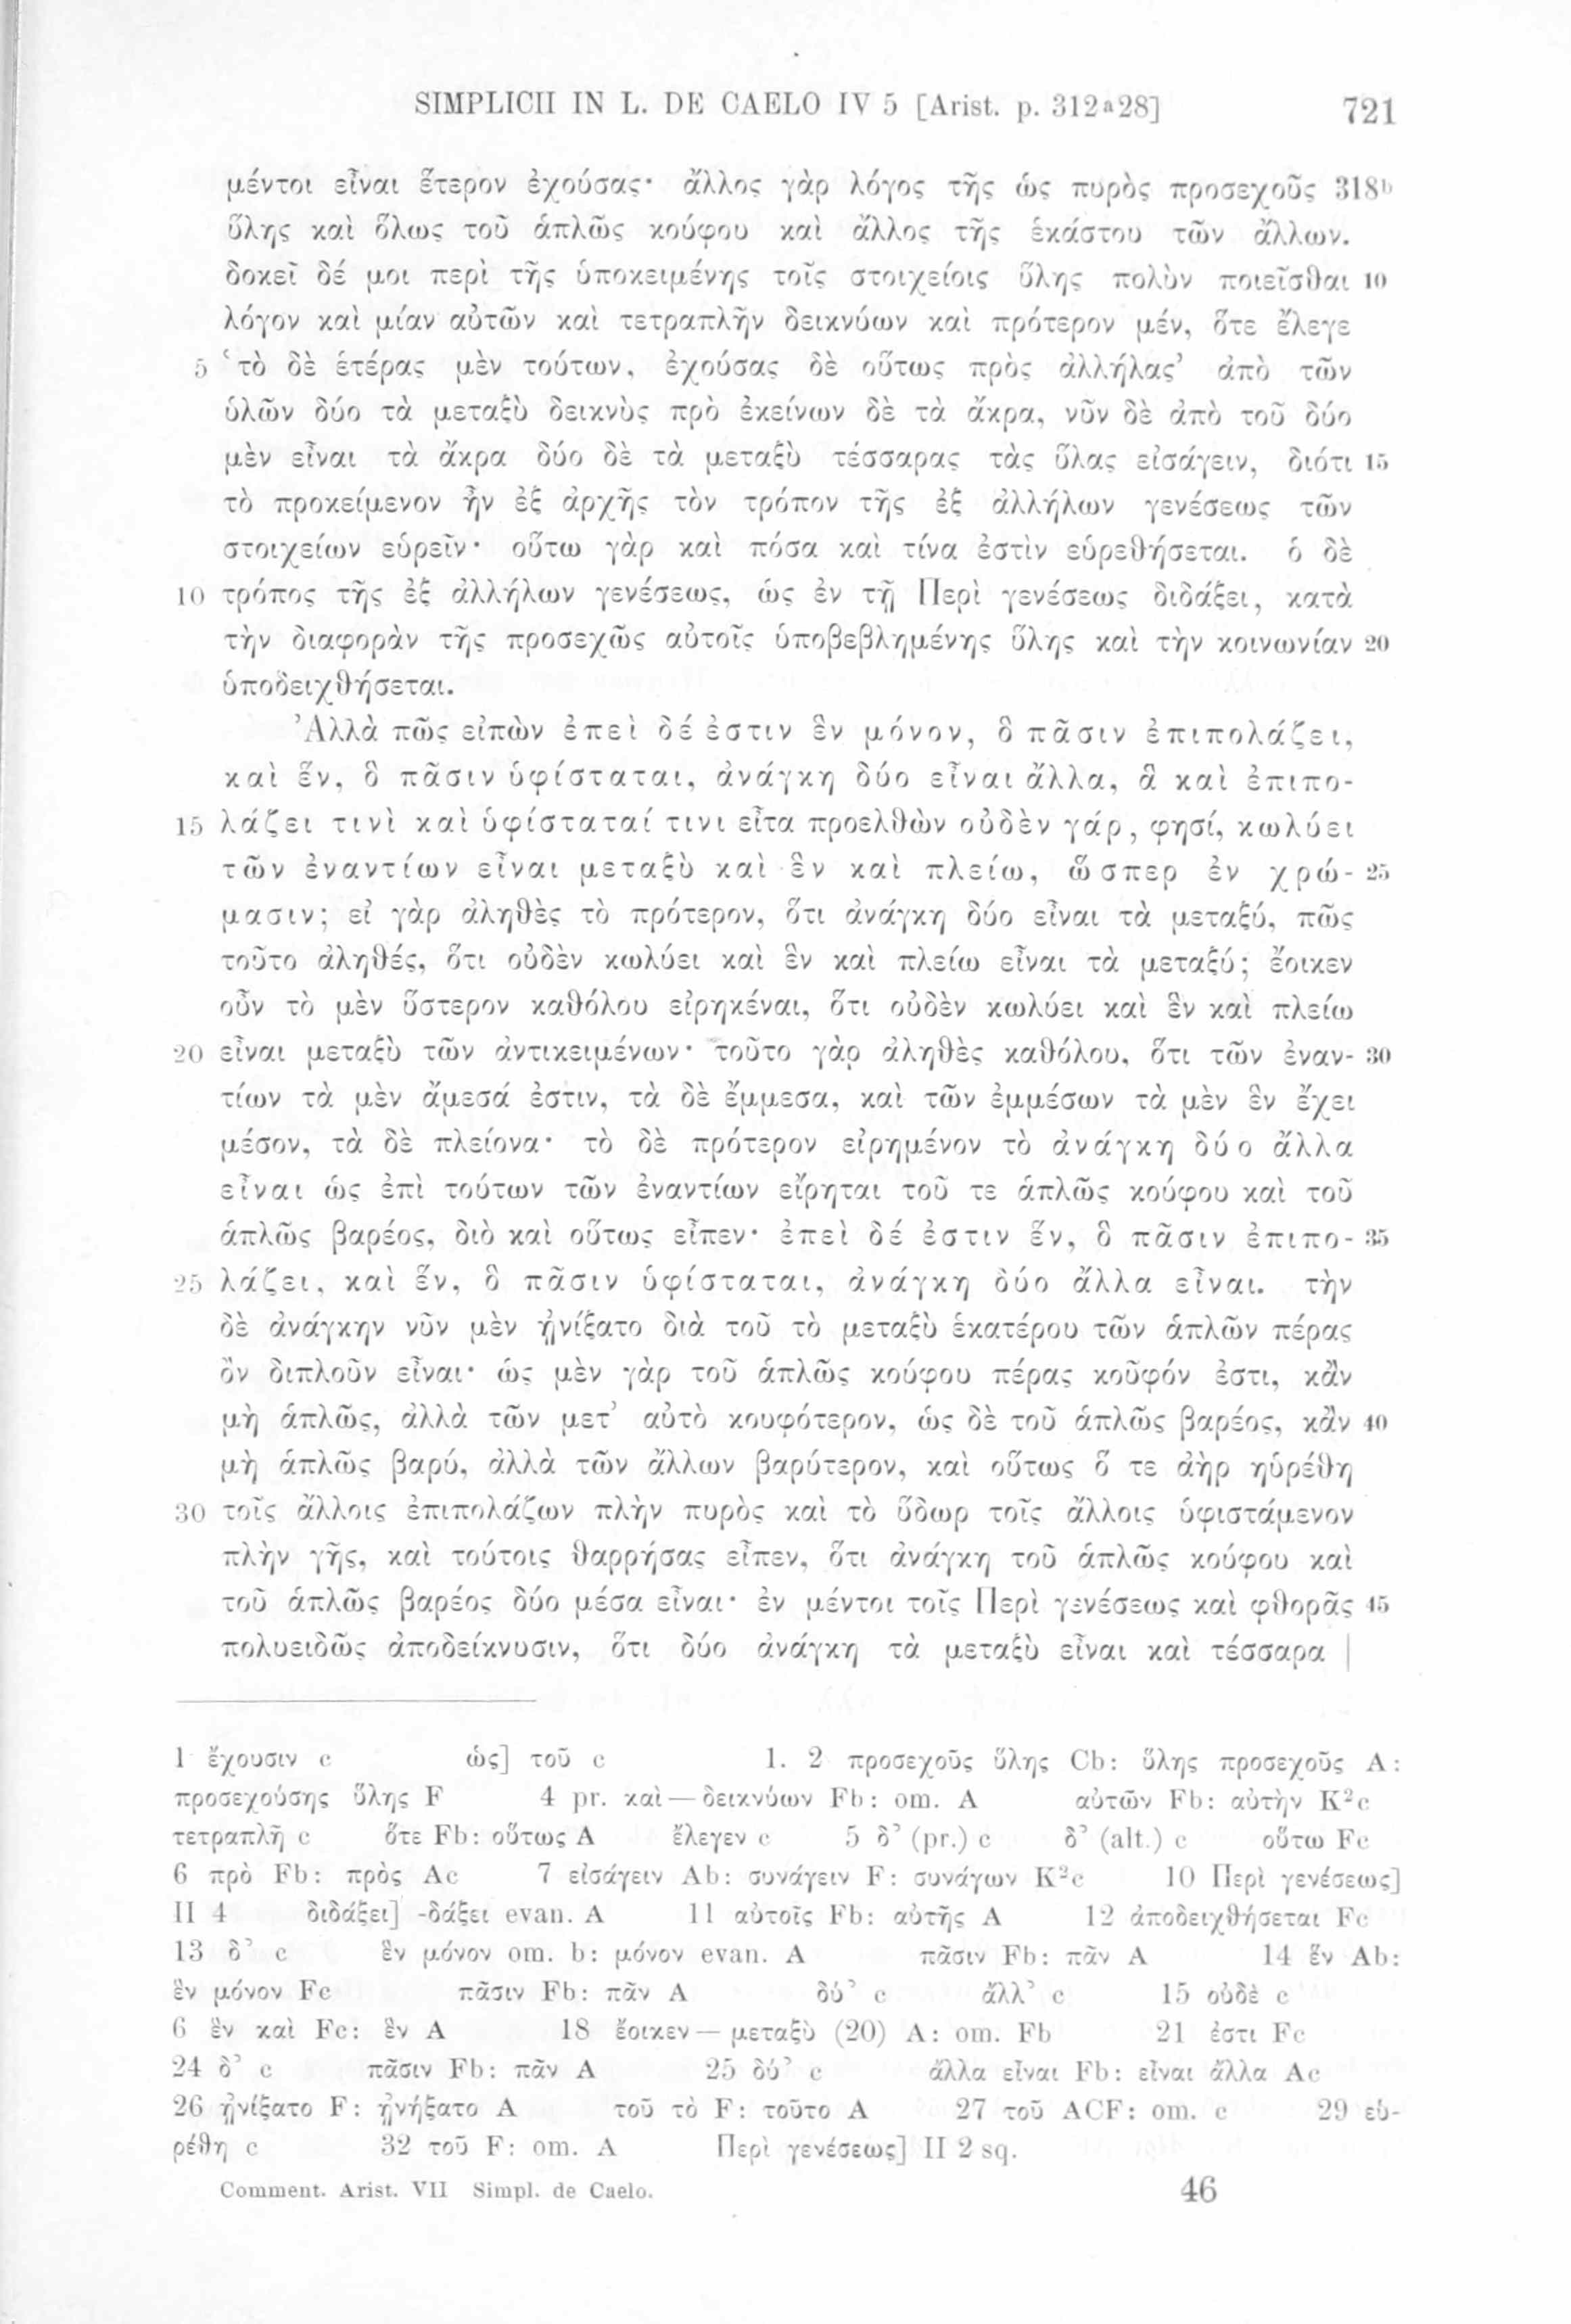 SIMPLICII IN L. DE CAELO IV 5 [Arist. p. 312ᵃ28] 721
μέντοι εἶναι ἕτερον ἐχούσας· ἄλλος γὰρ λόγος τῆς ὡς πυρὸς προσεχοῦς 318ᵇ
ὕλης καὶ ὅλως τοῦ ἁπλῶς κούφου καὶ ἄλλος τῆς ἑκάστου τῶν ἄλλων.
δοκεῖ δέ μοι περὶ τῆς ὑποκειμένης τοῖς στοιχείοις ὕλης πολὺν ποιεῖσθαι 10
λόγον καὶ μίαν αὐτῶν καὶ τετραπλῆν δεικνύων καὶ πρότερον μέν, ὅτε ἔλεγε
5 ‘τὸ δὲ ἑτέρας μὲν τούτων, ἐχούσας δὲ οὕτως πρὸς ἀλλήλας’ ἀπὸ τῶν
ὑλῶν δύο τὰ μεταξὺ δεικνὺς πρὸ ἐκείνων δὲ τὰ ἄκρα, νῦν δὲ ἀπὸ τοῦ δύο
μὲν εἶναι τὰ ἄκρα δύο δὲ τὰ μεταξὺ τέσσαρας τὰς ὕλας εἰσάγειν, διότι 15
τὸ προκείμενον ἦν ἐξ ἀρχῆς τὸν τρόπον τῆς ἐξ ἀλλήλων γενέσεως τῶν
στοιχείων εὑρεῖν· οὕτω γὰρ καὶ πόσα καὶ τίνα ἐστὶν εὑρεθήσεται. ὁ δὲ
10 τρόπος τῆς ἐξ ἀλλήλων γενέσεως, ὡς ἐν τῇ Περὶ γενέσεως διδάξει, κατὰ
τὴν διαφορὰν τῆς προσεχῶς αὐτοῖς ὑποβεβλημένης ὕλης καὶ τὴν κοινωνίαν 20
ὑποδειχθήσεται.
Ἀλλὰ πῶς εἰπὼν ἐπεὶ δέ ἐστιν ἓν μόνον, ὃ πᾶσιν ἐπιπολάζει,
καὶ ἕν, ὃ πᾶσιν ὑφίσταται, ἀνάγκη δύο εἶναι ἄλλα, ἃ καὶ ἐπιπο-
15 λάζει τινὶ καὶ ὑφίσταταί τινι εἶτα προελθὼν οὐδὲν γάρ, φησί, κωλύει
τῶν ἐναντίων εἶναι μεταξὺ καὶ ἓν καὶ πλείω, ὥσπερ ἐν χρώ- 25
μασιν; εἰ γὰρ ἀληθὲς τὸ πρότερον, ὅτι ἀνάγκη δύο εἶναι τὰ μεταξύ, πῶς
τοῦτο ἀληθές, ὅτι οὐδὲν κωλύει καὶ ἓν καὶ πλείω εἶναι τὰ μεταξύ; ἔοικεν
οὖν τὸ μὲν ὕστερον καθόλου εἰρηκέναι, ὅτι οὐδὲν κωλύει καὶ ἓν καὶ πλείω
20 εἶναι μεταξὺ τῶν ἀντικειμένων· τοῦτο γὰρ ἀληθὲς καθόλου, ὅτι τῶν ἐναν- 30
τίων τὰ μὲν ἄμεσά ἐστιν, τὰ δὲ ἔμμεσα, καὶ τῶν ἐμμέσων τὰ μὲν ἓν ἔχει
μέσον, τὰ δὲ πλείονα· τὸ δὲ πρότερον εἰρημένον τὸ ἀνάγκη δύο ἄλλα
εἶναι ὡς ἐπὶ τούτων τῶν ἐναντίων εἴρηται τοῦ τε ἁπλῶς κούφου καὶ τοῦ
ἁπλῶς βαρέος, διὸ καὶ οὕτως εἶπεν· ἐπεὶ δέ ἐστιν ἕν, ὃ πᾶσιν ἐπιπο- 35
25 λάζει, καὶ ἕν, ὃ πᾶσιν ὑφίσταται, ἀνάγκη δύο ἄλλα εἶναι. τὴν
δὲ ἀνάγκην νῦν μὲν ᾐνίξατο διὰ τοῦ τὸ μεταξὺ ἑκατέρου τῶν ἁπλῶν πέρας
ὂν διπλοῦν εἶναι· ὡς μὲν γὰρ τοῦ ἁπλῶς κούφου πέρας κοῦφόν ἐστι, κἂν
μὴ ἁπλῶς, ἀλλὰ τῶν μετ’ αὐτὸ κουφότερον, ὡς δὲ τοῦ ἁπλῶς βαρέος, κἂν 40
μὴ ἁπλῶς βαρύ, ἀλλὰ τῶν ἄλλων βαρύτερον, καὶ οὕτως ὅ τε ἀὴρ ηὑρέθη
30 τοῖς ἄλλοις ἐπιπολάζων πλὴν πυρὸς καὶ τὸ ὕδωρ τοῖς ἄλλοις ὑφιστάμενον
πλὴν γῆς, καὶ τούτοις θαρρήσας εἶπεν, ὅτι ἀνάγκη τοῦ ἁπλῶς κούφου καὶ
τοῦ ἁπλῶς βαρέος δύο μέσα εἶναι· ἐν μέντοι τοῖς Περὶ γενέσεως καὶ φθορᾶς 45
πολυειδῶς ἀποδείκνυσιν, ὅτι δύο ἀνάγκη τὰ μεταξὺ εἶναι καὶ τέσσαρα |
1 ἔχουσιν c ὡς] τοῦ c 1. 2 προσεχοῦς ὕλης Cb: ὕλης προσεχοῦς A:
προσεχούσης ὕλης F 4 pr. καὶ — δεικνύων Fb: om. A αὐτῶν Fb: αὐτὴν K²c
τετραπλῆ c ὅτε Fb: οὕτως A ἔλεγεν c 5 δ’ (pr.) c δ’ (alt.) c οὕτω Fc
6 πρὸ Fb: πρὸς Ac 7 εἰσάγειν Ab: συνάγειν F: συνάγων K²c 10 Περὶ γενέσεως]
II 4 διδάξει] -δάξει evan. A 11 αὐτοῖς Fb: αὐτῆς A 12 ἀποδειχθήσεται Fc
13 δ’ c ἓν μόνον om. b: μόνον evan. A πᾶσιν Fb: πᾶν A 14 ἕν Ab:
ἓν μόνον Fc πᾶσιν Fb: πᾶν A δύ’ c ἄλλ’ c 15 οὐδὲ c
6 ἓν καὶ Fc: ἓν A 18 ἔοικεν — μεταξὺ (20) A: om. Fb 21 ἐστι Fc
24 δ’ c πᾶσιν Fb: πᾶν A 25 δύ’ c ἄλλα εἶναι Fb: εἶναι ἄλλα Ac
26 ᾐνίξατο F: ᾐνήξατο A τοῦ τὸ F: τοῦτο A 27 τοῦ ACF: om. c 29 εὑ-
ρέθη c 32 τοῦ F: om. A Περὶ γενέσεως] II 2 sq.
Comment. Arist. VII Simpl. de Caelo. 46